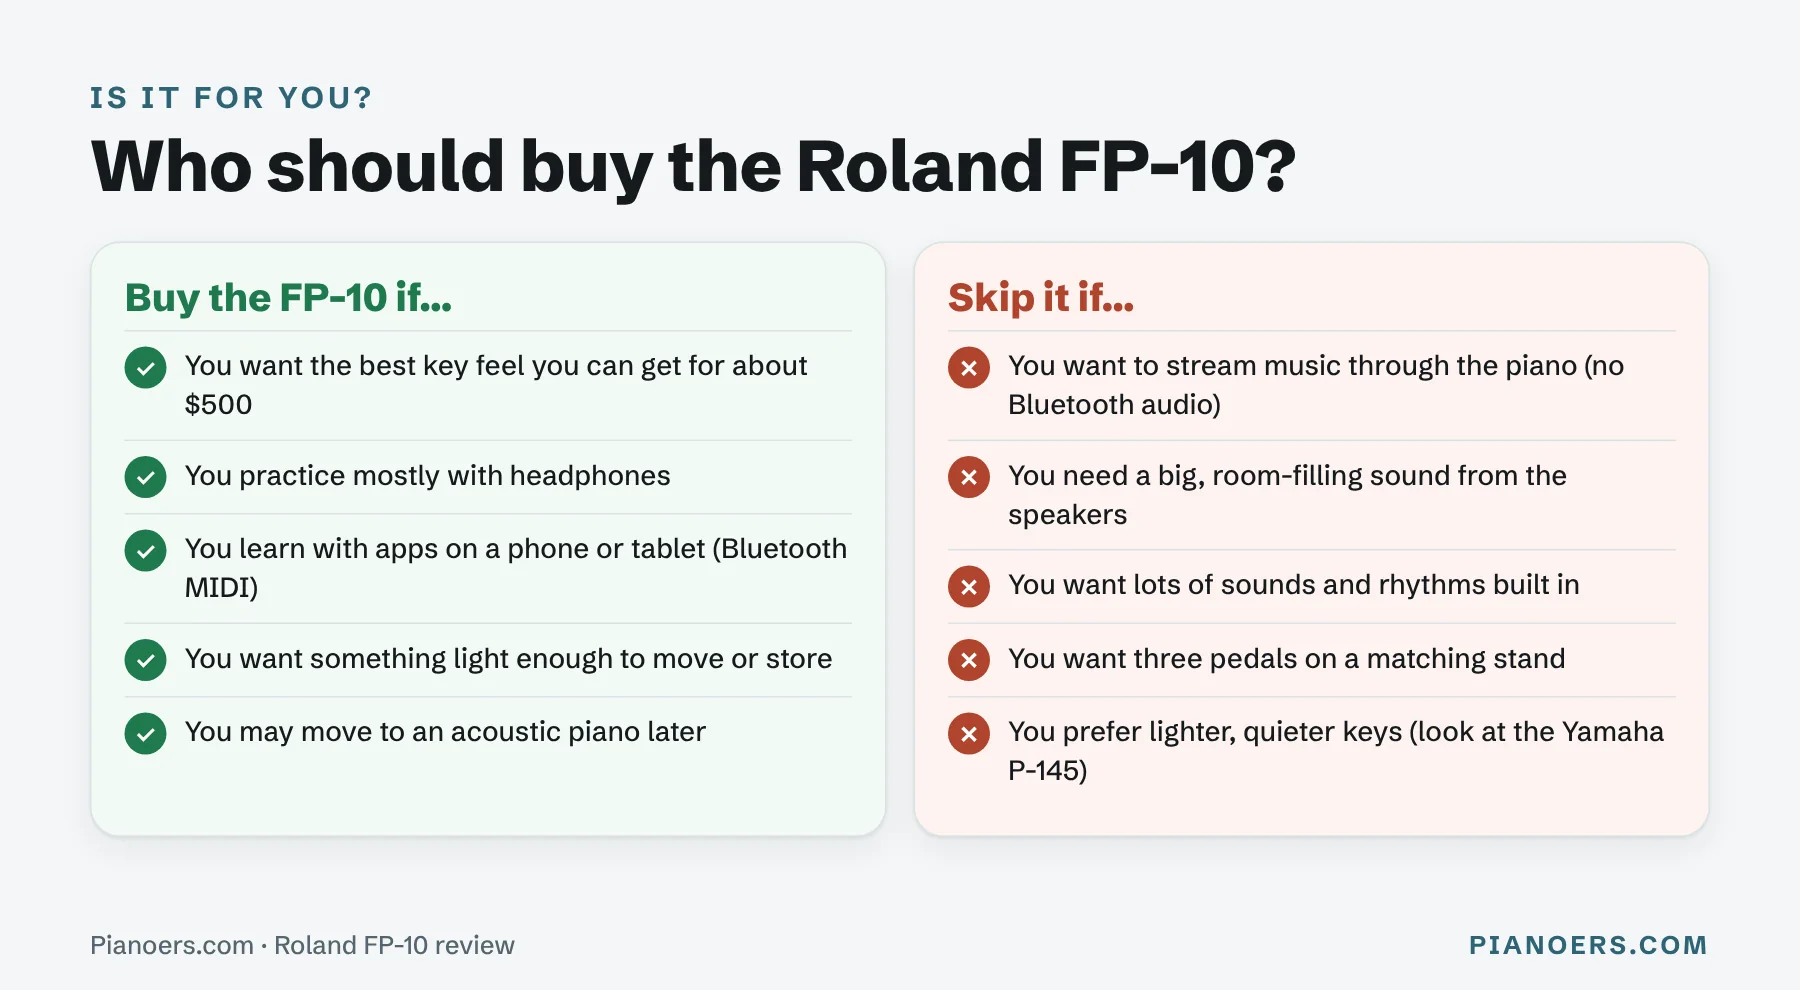 IS IT FOR YOU?
Who should buy the Roland FP-10?
Buy the FP-10 if...
You want the best key feel you can get for about
$500
You practice mostly with headphones
You learn with apps on a phone or tablet (Bluetooth
MIDI)
You want something light enough to move or store
You may move to an acoustic piano later
Skip it if...
You want to stream music through the piano (no
Bluetooth audio)
You need a big, room-filling sound from the
speakers
You want lots of sounds and rhythms built in
You want three pedals on a matching stand
You prefer lighter, quieter keys (look at the Yamaha
P-145)
Pianoers.com · Roland FP-10 review
PIANOERS.COM